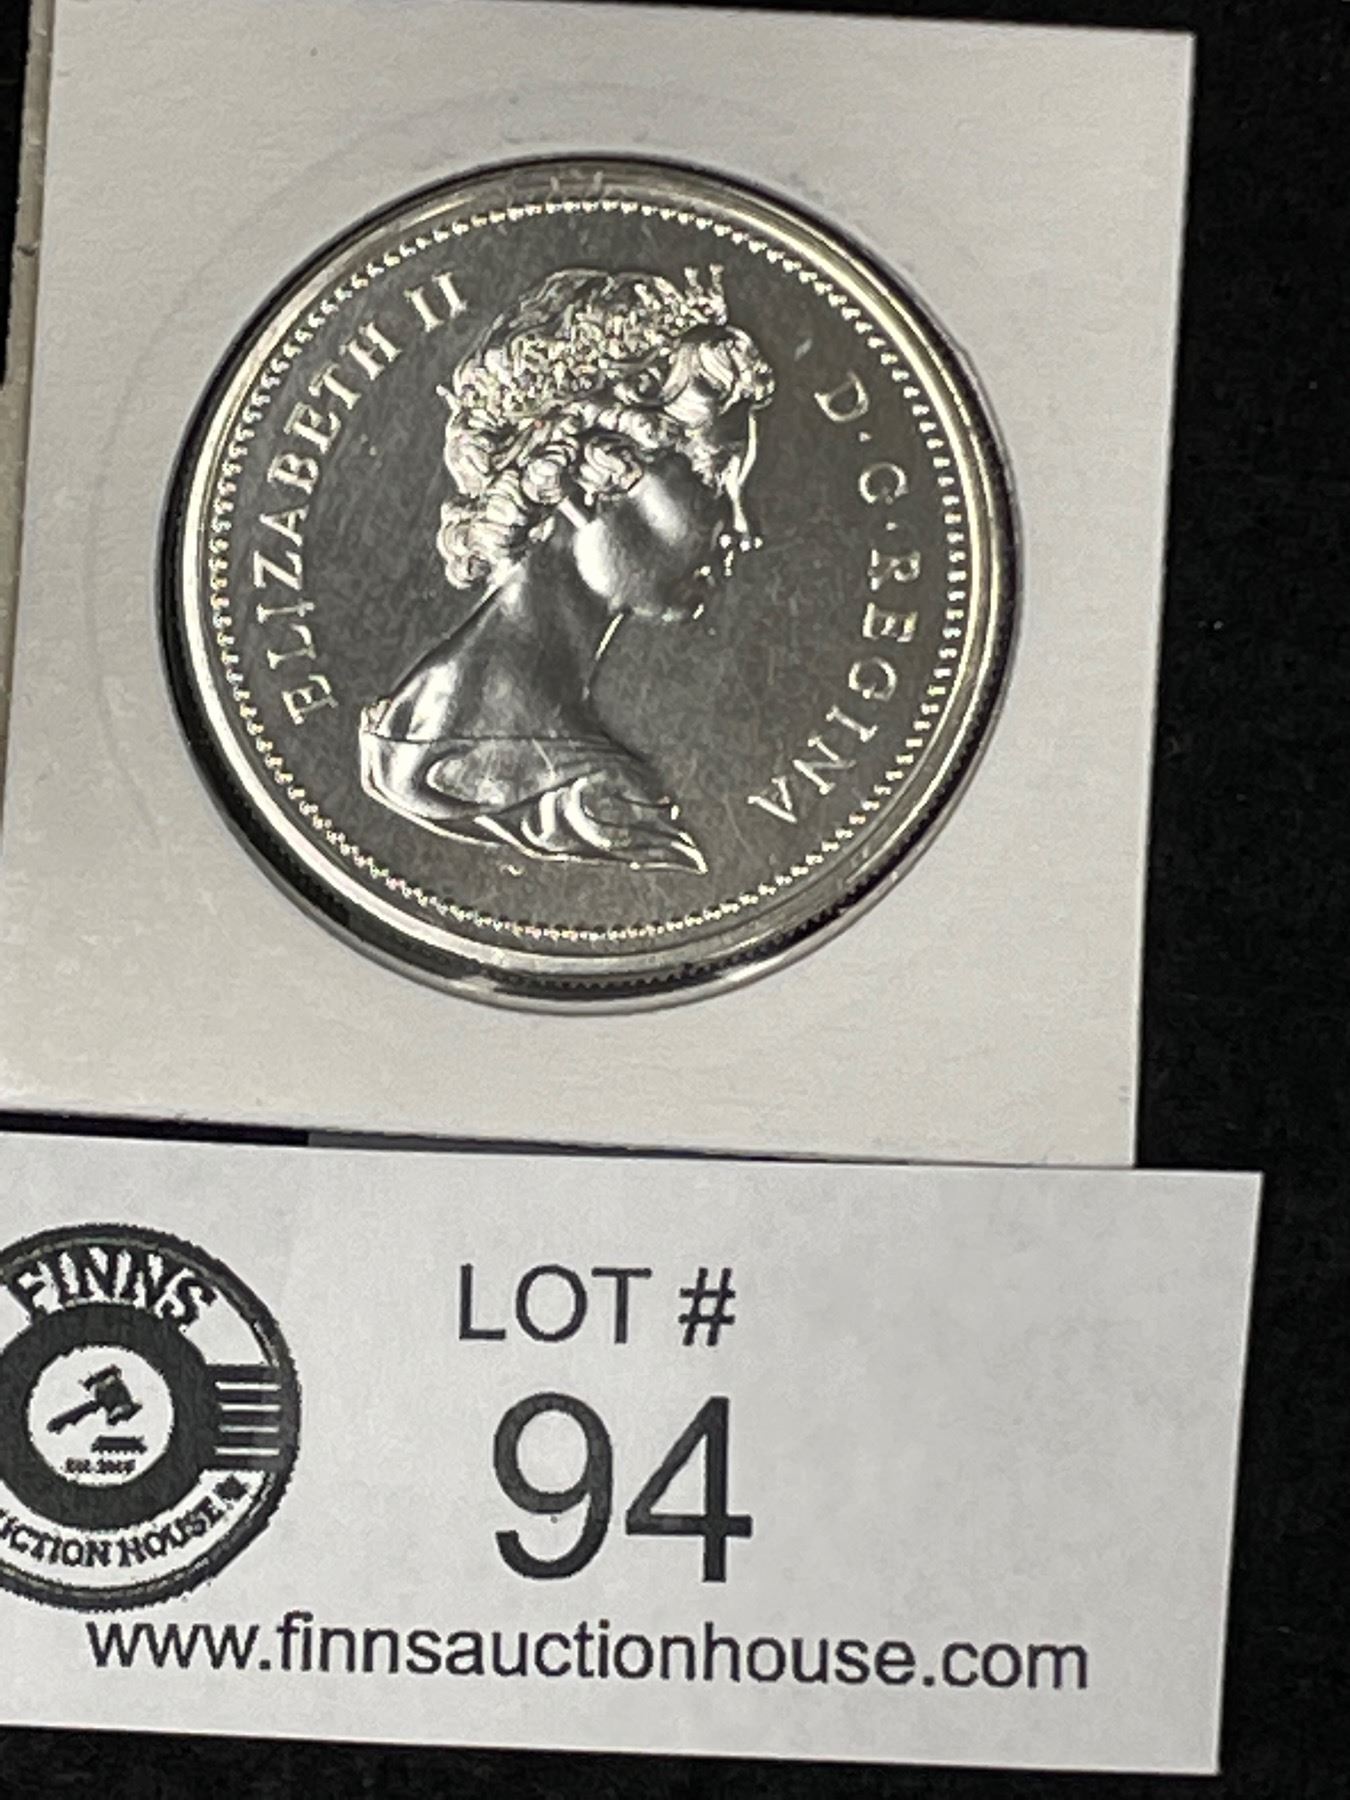 ELIZABETH II D·G·REGINA
FINNS
AUCTION HOUSE
LOT #
94
www.finnsauctionhouse.com